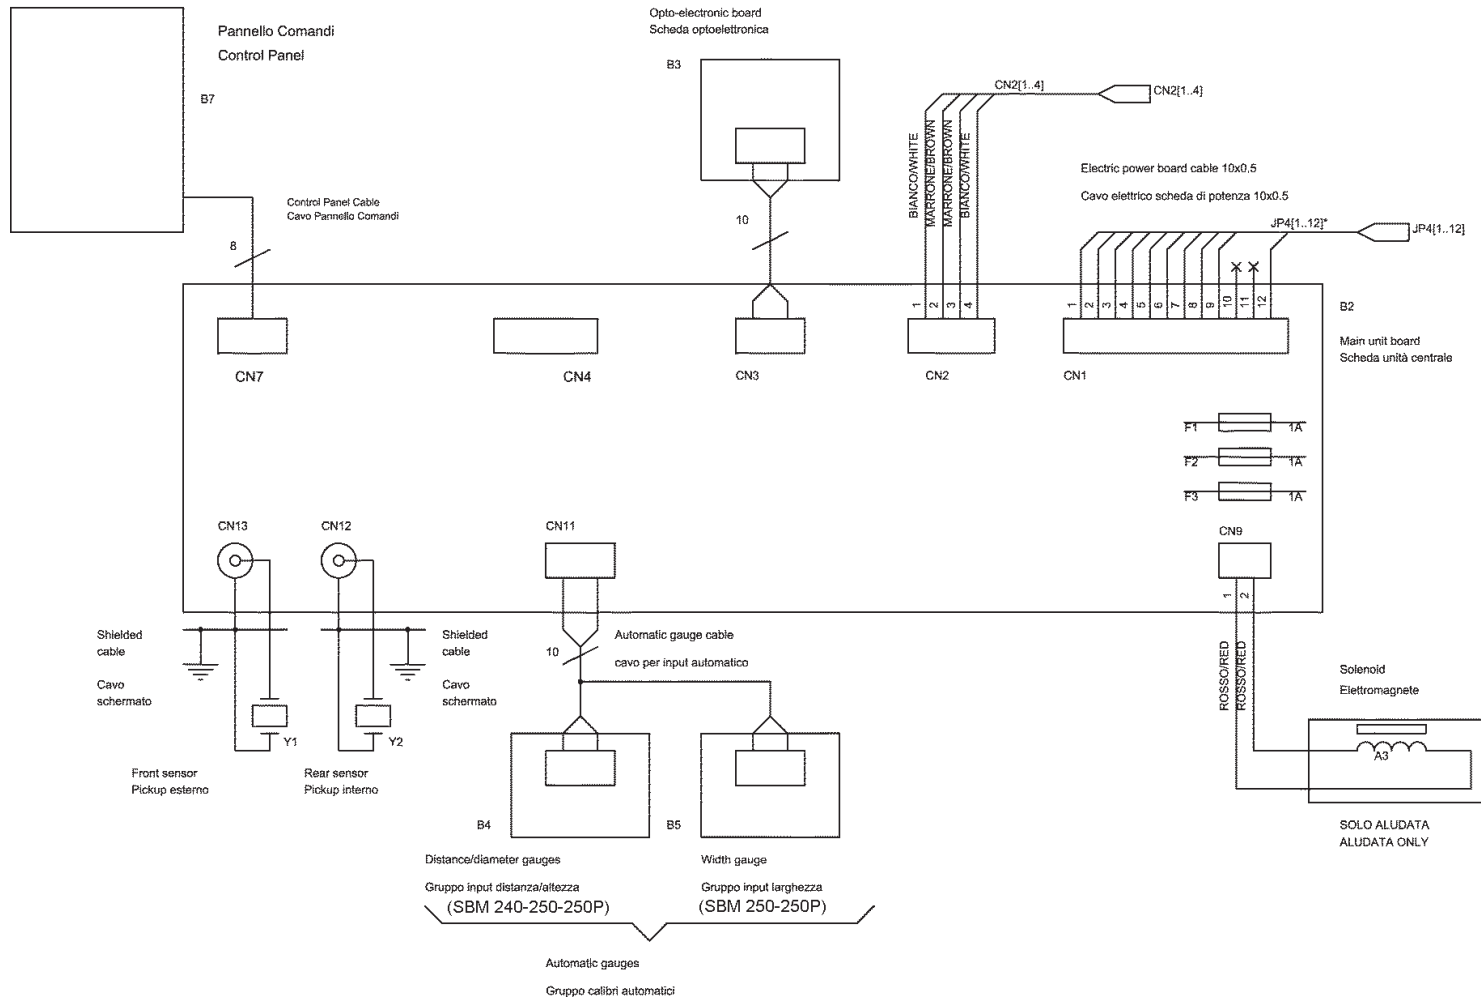 Pannello Comandi
Control Panel
B7
Control Panel Cable
Cavo Pannello Comandi
8
Opto-electronic board
Scheda optoelettronica
B3
10
CN2[1..4]
CN2[1..4]
BIANCO/WHITE
MARRONE/BROWN
MARRONE/BROWN
BIANCO/WHITE
Electric power board cable 10x0,5
Cavo elettrico scheda di potenza 10x0.5
JP4[1..12]*
JP4[1..12]
1
2
3
4
1
2
3
4
5
6
7
8
9
10
11
12
B2
Main unit board
Scheda unità centrale
CN7
CN4
CN3
CN2
CN1
F1
1A
F2
1A
F3
1A
CN13
CN12
CN11
CN9
1
2
Shielded
cable
Cavo
schermato
Shielded
cable
Cavo
schermato
10
Automatic gauge cable
cavo per input automatico
ROSSO/RED
ROSSO/RED
Solenoid
Elettromagnete
A3
Y1
Y2
Front sensor
Pickup esterno
Rear sensor
Pickup interno
B4
B5
SOLO ALUDATA
ALUDATA ONLY
Distance/diameter gauges
Gruppo input distanza/altezza
(SBM 240-250-250P)
Width gauge
Gruppo input larghezza
(SBM 250-250P)
Automatic gauges
Gruppo calibri automatici